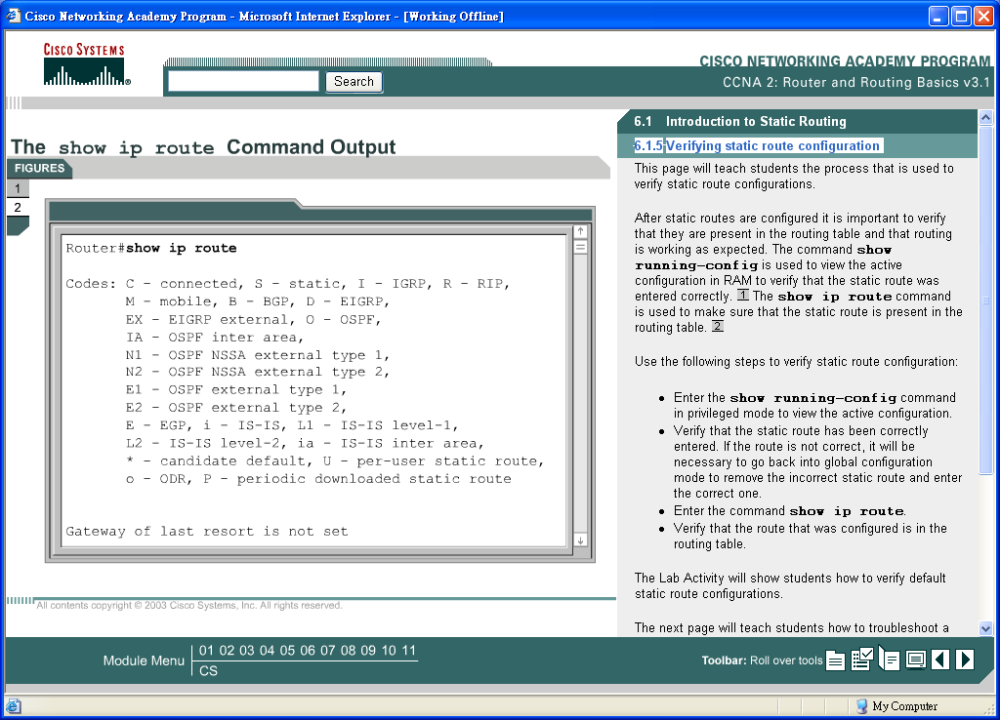 Cisco Networking Academy Program - Microsoft Internet Explorer - [Working Offline]
CISCO SYSTEMS
®
Search
CISCO NETWORKING ACADEMY PROGRAM
CCNA 2: Router and Routing Basics v3.1
The show ip route Command Output
FIGURES
1
2
Router#show ip route
Codes: C - connected, S - static, I - IGRP, R - RIP,
M - mobile, B - BGP, D - EIGRP,
EX - EIGRP external, O - OSPF,
IA - OSPF inter area,
N1 - OSPF NSSA external type 1,
N2 - OSPF NSSA external type 2,
E1 - OSPF external type 1,
E2 - OSPF external type 2,
E - EGP, i - IS-IS, L1 - IS-IS level-1,
L2 - IS-IS level-2, ia - IS-IS inter area,
* - candidate default, U - per-user static route,
o - ODR, P - periodic downloaded static route
Gateway of last resort is not set
All contents copyright © 2003 Cisco Systems, Inc. All rights reserved.
6.1 Introduction to Static Routing
6.1.5 Verifying static route configuration
This page will teach students the process that is used to
verify static route configurations.
After static routes are configured it is important to verify
that they are present in the routing table and that routing
is working as expected. The command show
running-config is used to view the active
configuration in RAM to verify that the static route was
entered correctly. 1 The show ip route command
is used to make sure that the static route is present in the
routing table. 2
Use the following steps to verify static route configuration:
• Enter the show running-config command
in privileged mode to view the active configuration.
• Verify that the static route has been correctly
entered. If the route is not correct, it will be
necessary to go back into global configuration
mode to remove the incorrect static route and enter
the correct one.
• Enter the command show ip route.
• Verify that the route that was configured is in the
routing table.
The Lab Activity will show students how to verify default
static route configurations.
The next page will teach students how to troubleshoot a
Module Menu
01 02 03 04 05 06 07 08 09 10 11
CS
Toolbar: Roll over tools
My Computer